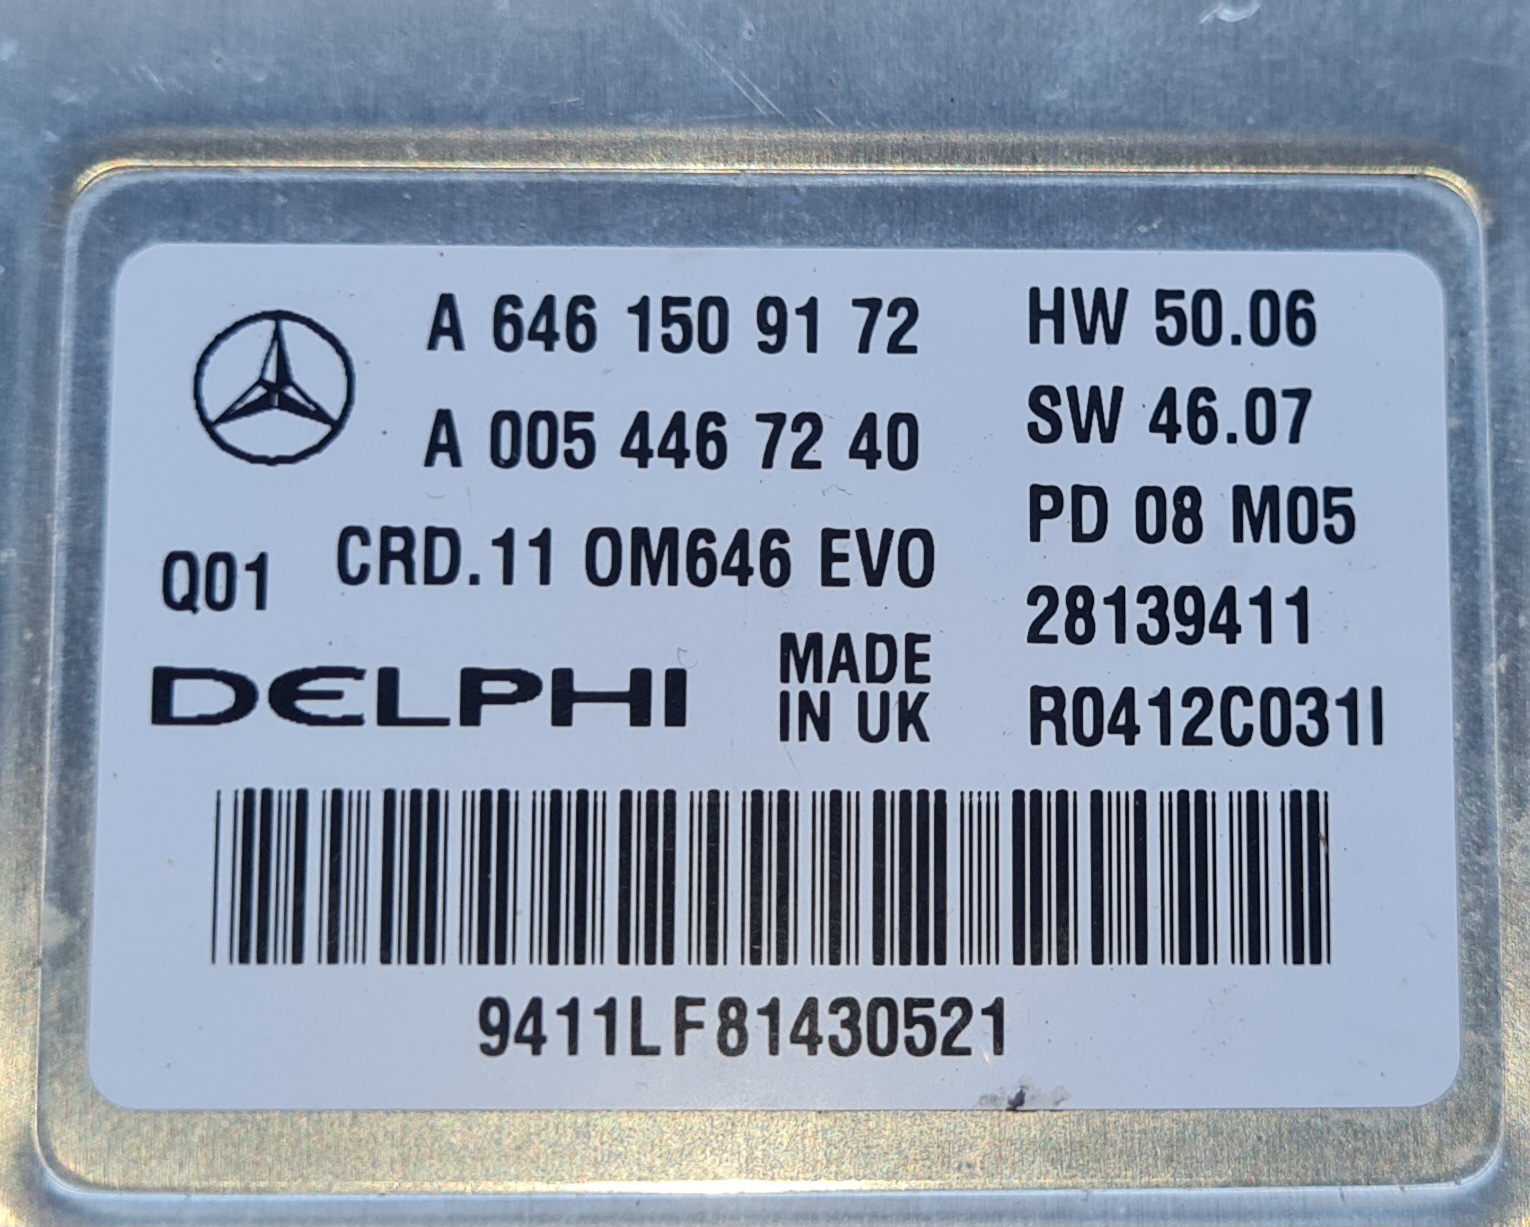 A 646 150 91 72
A 005 446 72 40
Q01 CRD.11 OM646 EVO
DELPHI
MADE
IN UK
HW 50.06
SW 46.07
PD 08 M05
28139411
R0412C031I
9411LF81430521